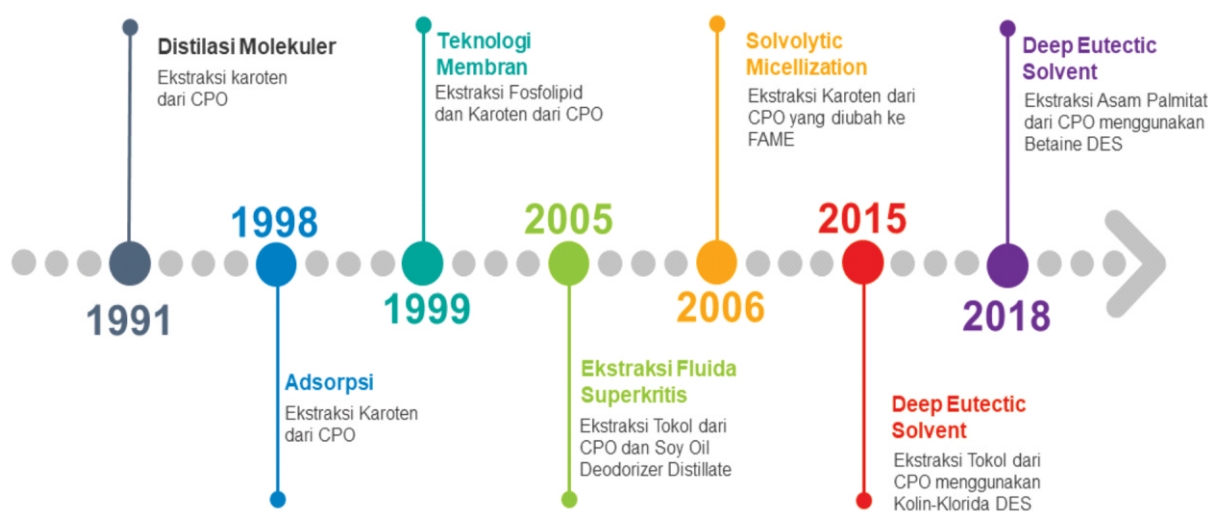 Distilasi Molekuler
Ekstraksi karoten
dari CPO
1991
1998
Adsorpsi
Ekstraksi Karoten
dari CPO
Teknologi
Membran
Ekstraksi Fosfolipid
dan Karoten dari CPO
1999
2005
Ekstraksi Fluida
Superkritis
Ekstraksi Tokol dari
CPO dan Soy Oil
Deodorizer Distillate
Solvolytic
Micellization
Ekstraksi Karoten dari
CPO yang diubah ke
FAME
2006
2015
Deep Eutectic
Solvent
Ekstraksi Tokol dari
CPO menggunakan
Kolin-Klorida DES
Deep Eutectic
Solvent
Ekstraksi Asam Palmitat
dari CPO menggunakan
Betaine DES
2018